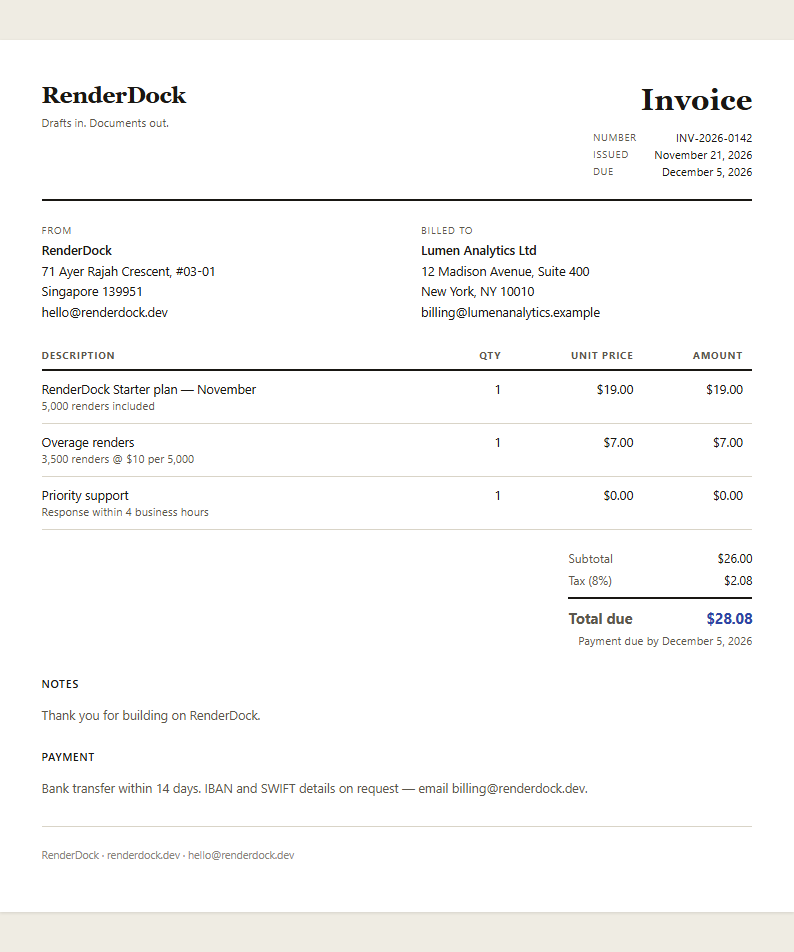 RenderDock
Drafts in. Documents out.
Invoice
NUMBER INV-2026-0142
ISSUED November 21, 2026
DUE December 5, 2026
FROM
RenderDock
71 Ayer Rajah Crescent, #03-01
Singapore 139951
hello@renderdock.dev
BILLED TO
Lumen Analytics Ltd
12 Madison Avenue, Suite 400
New York, NY 10010
billing@lumenanalytics.example
DESCRIPTION QTY UNIT PRICE AMOUNT
RenderDock Starter plan — November 1 $19.00 $19.00
5,000 renders included
Overage renders 1 $7.00 $7.00
3,500 renders @ $10 per 5,000
Priority support 1 $0.00 $0.00
Response within 4 business hours
Subtotal $26.00
Tax (8%) $2.08
Total due $28.08
Payment due by December 5, 2026
NOTES
Thank you for building on RenderDock.
PAYMENT
Bank transfer within 14 days. IBAN and SWIFT details on request — email billing@renderdock.dev.
RenderDock · renderdock.dev · hello@renderdock.dev